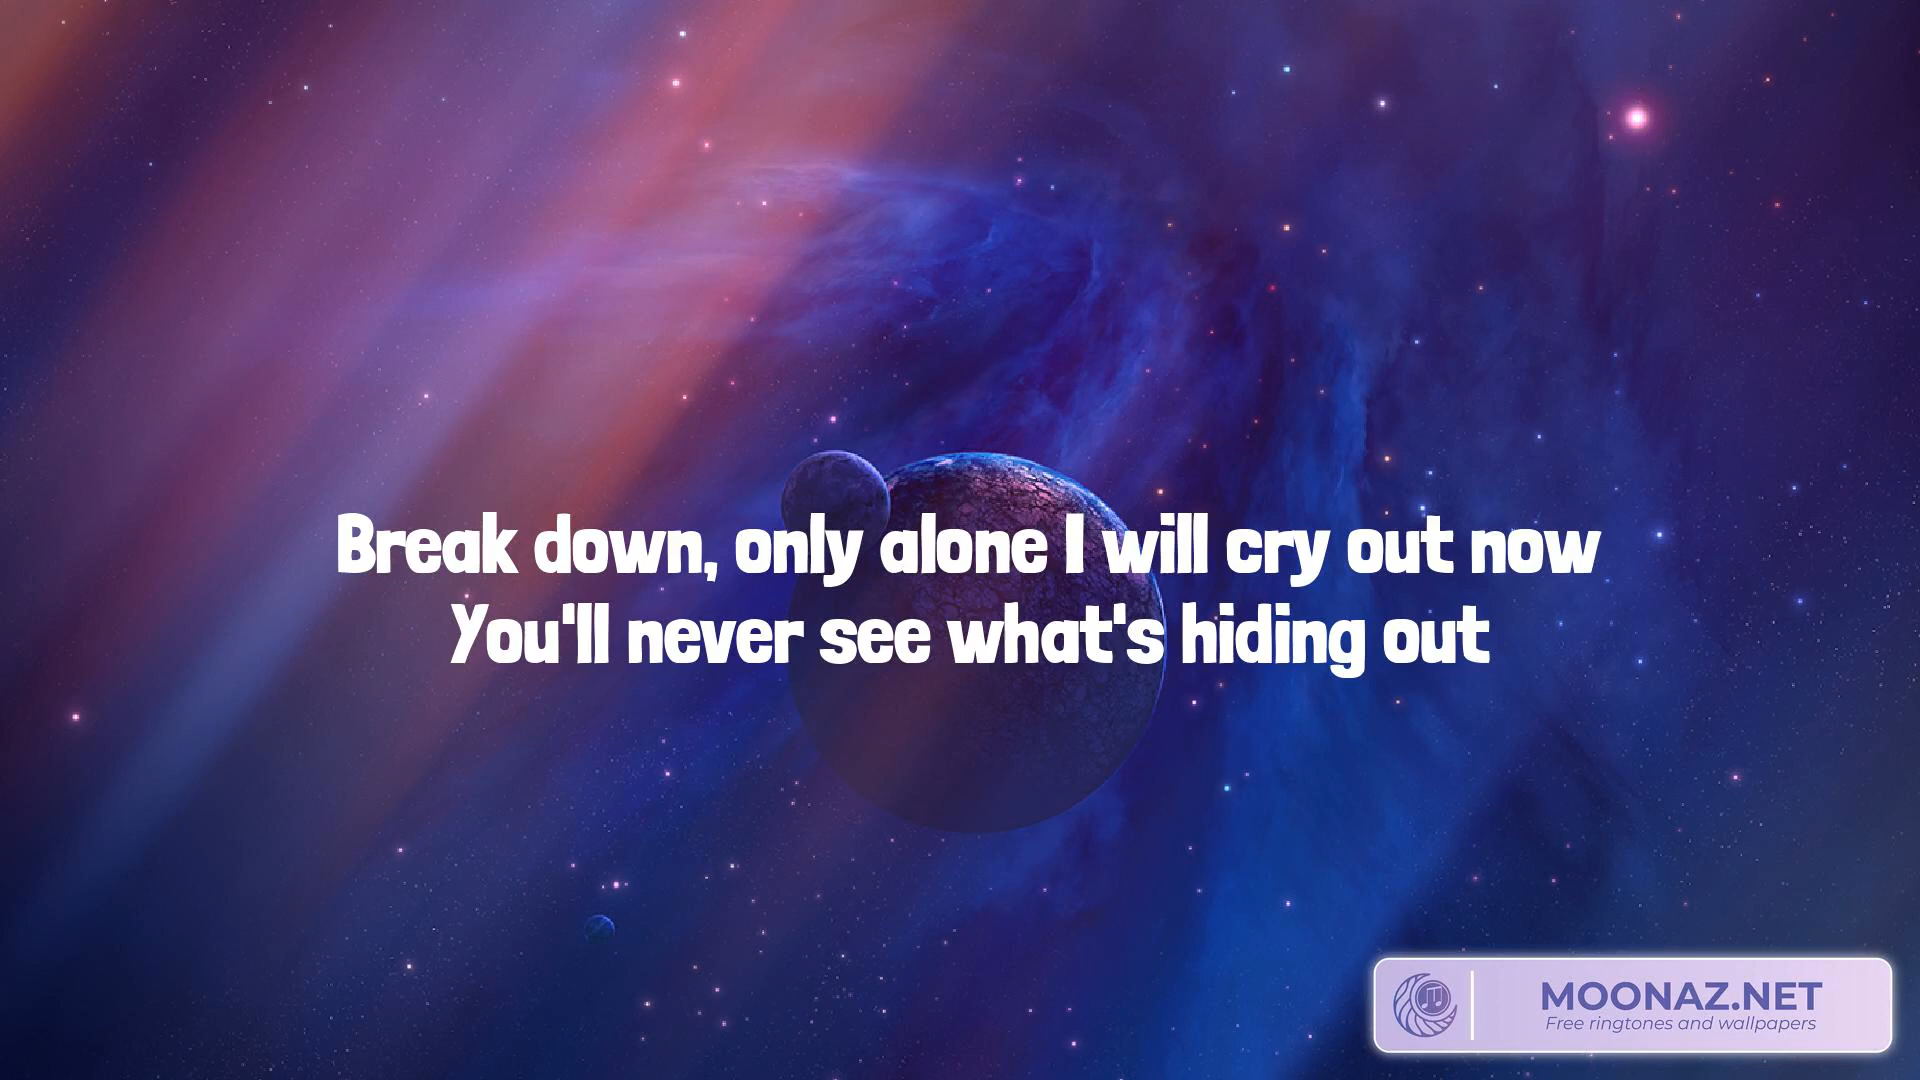 Break down, only alone I will cry out now
You'll never see what's hiding out
MOONAZ.NET
Free ringtones and wallpapers